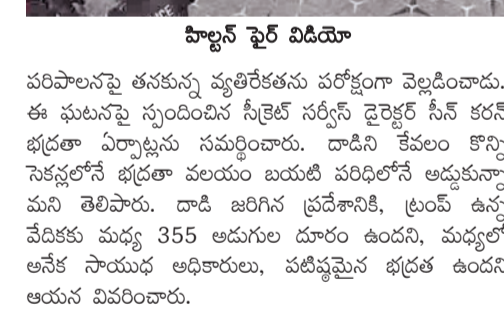 హిల్టన్ ఫైర్ వీడియో
పరిపాలనపై తనకున్న వ్యతిరేకతను పరోక్షంగా వెల్లడించాడు.
ఈ ఘటనపై స్పందించిన సీక్రెట్ సర్వీస్ డైరెక్టర్ సీన్ కరన్
భద్రతా ఏర్పాట్లను సమర్థించారు. దాడిని కేవలం కొన్ని
సెకన్లలోనే భద్రతా వలయం బయటి పరిధిలోనే అడ్డుకున్నా
మని తెలిపారు. దాడి జరిగిన ప్రదేశానికి, ట్రంప్ ఉన్న
వేదికకు మధ్య 355 అడుగుల దూరం ఉందని, మధ్యలో
అనేక సాయుధ అధికారులు, పటిష్ఠమైన భద్రత ఉందని
ఆయన వివరించారు.